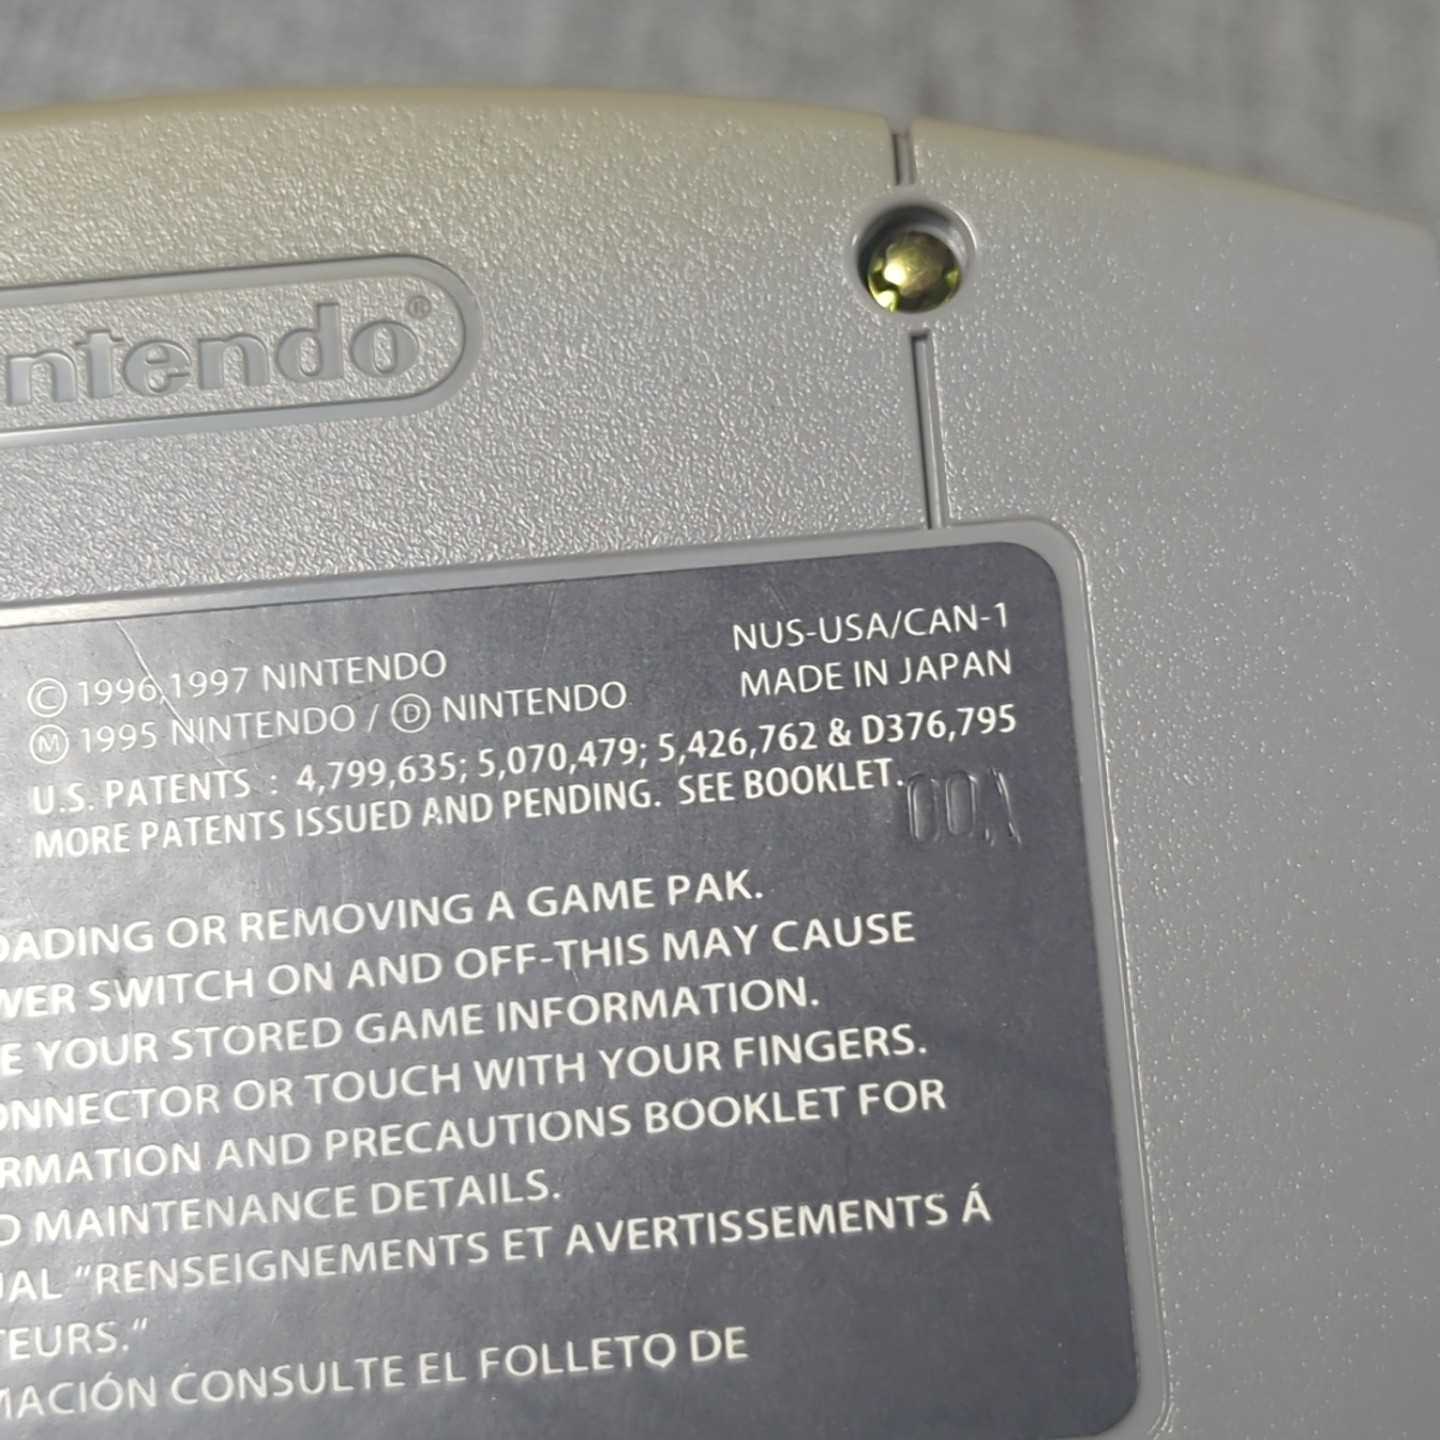 ntendo®
© 1996,1997 NINTENDO
NUS-USA/CAN-1
Ⓜ 1995 NINTENDO / Ⓓ NINTENDO
MADE IN JAPAN
U.S. PATENTS : 4,799,635; 5,070,479; 5,426,762 & D376,795
MORE PATENTS ISSUED AND PENDING. SEE BOOKLET.
OADING OR REMOVING A GAME PAK.
WER SWITCH ON AND OFF-THIS MAY CAUSE
E YOUR STORED GAME INFORMATION.
ONNECTOR OR TOUCH WITH YOUR FINGERS.
RMATION AND PRECAUTIONS BOOKLET FOR
D MAINTENANCE DETAILS.
UAL "RENSEIGNEMENTS ET AVERTISSEMENTS Á
TEURS."
MACIÓN CONSULTE EL FOLLETO DE